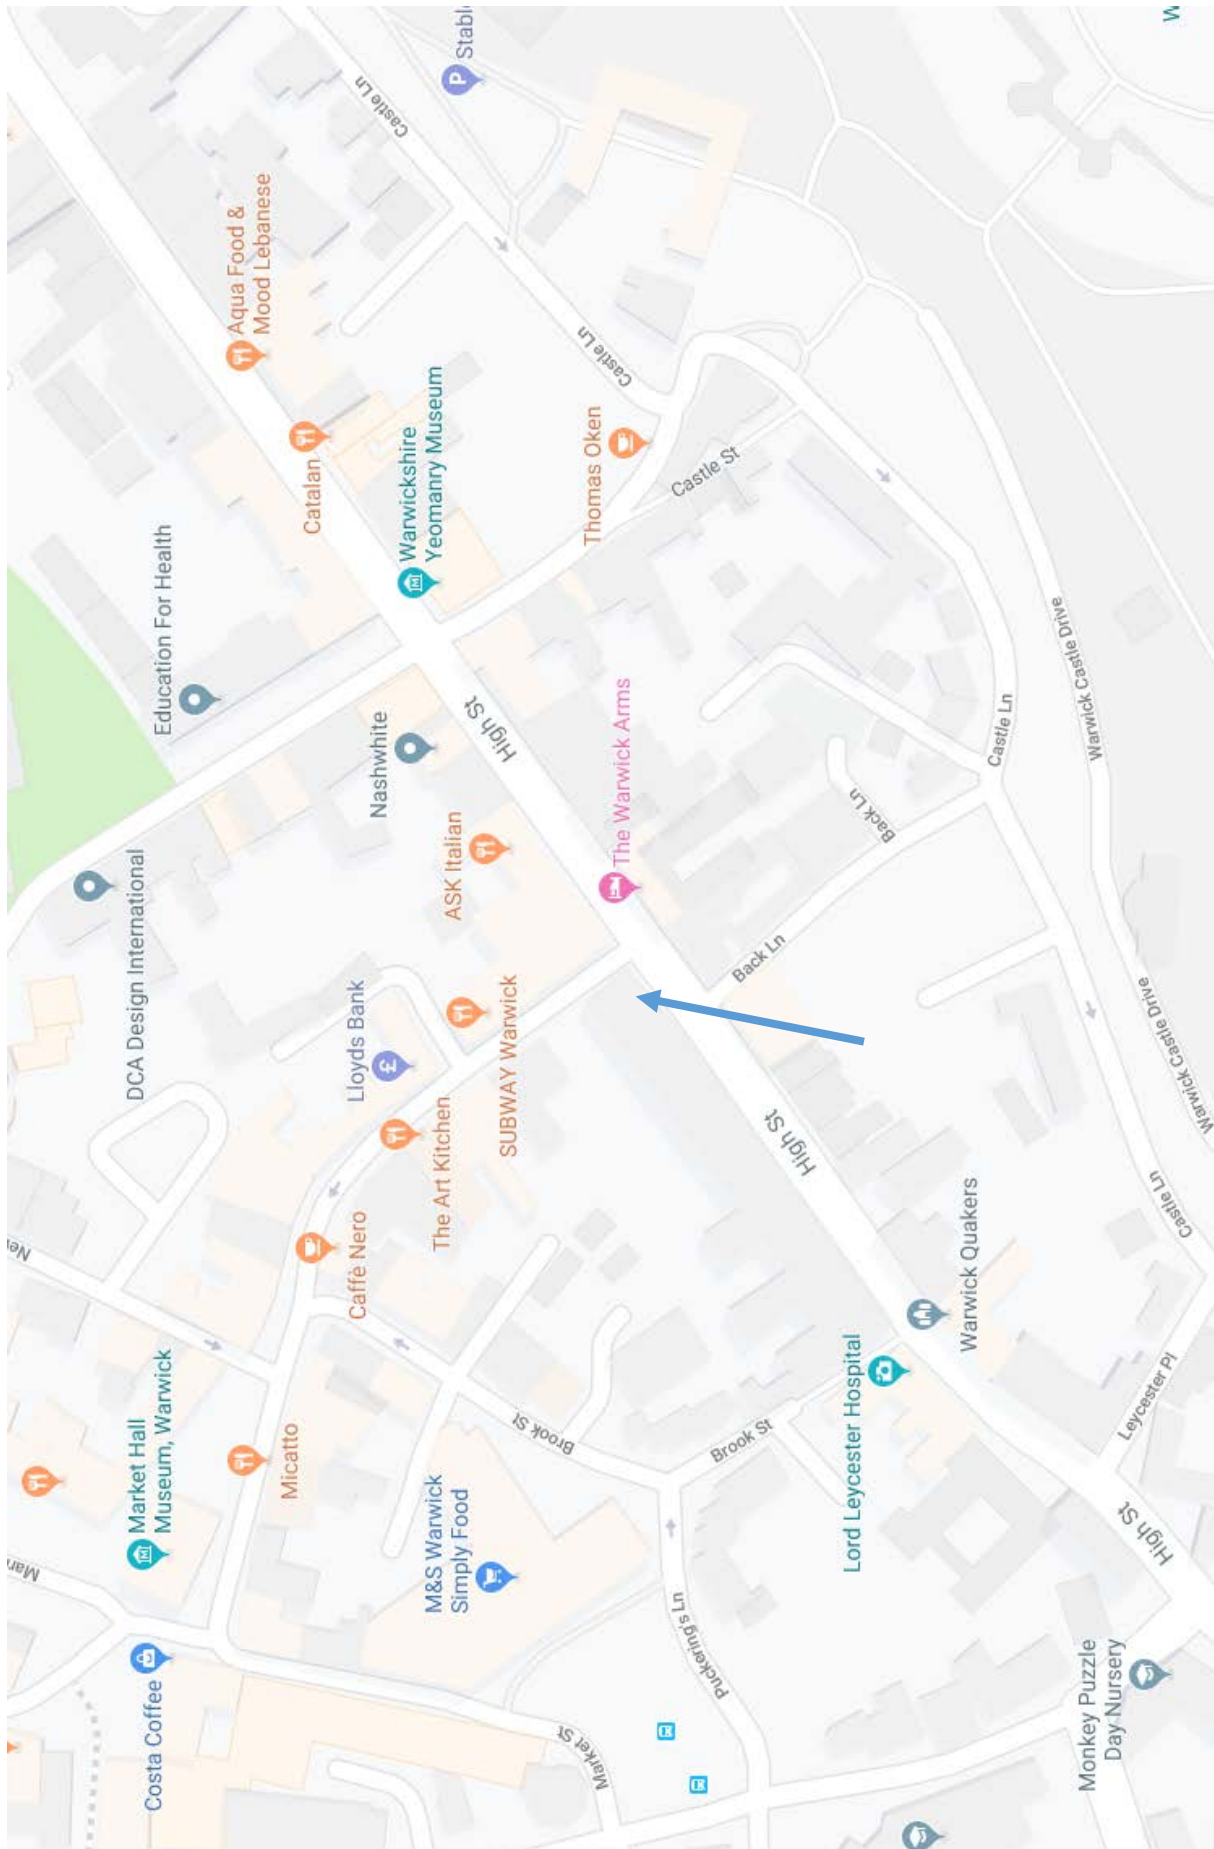 Stabl
W
Castle Ln
Aqua Food &
Mood Lebanese
Castle Ln
Catalan
Warwickshire
Yeomanry Museum
Thomas Oken
Castle St
Education For Health
Nashwhite
High St
The Warwick Arms
Castle Ln
Warwick Castle Drive
Back Ln
ASK Italian
DCA Design International
Back Ln
Lloyds Bank
SUBWAY Warwick
The Art Kitchen
Warwick Castle Drive
Warwick
High St
Castle Ln
Caffè Nero
Warwick Quakers
Market Hall
Museum, Warwick
Micatto
Brook St
Brook St
Lord Leycester Hospital
Leycester Pl
M&S Warwick
Simply Food
High St
Puckering's Ln
Costa Coffee
Market St
Monkey Puzzle
Day Nursery